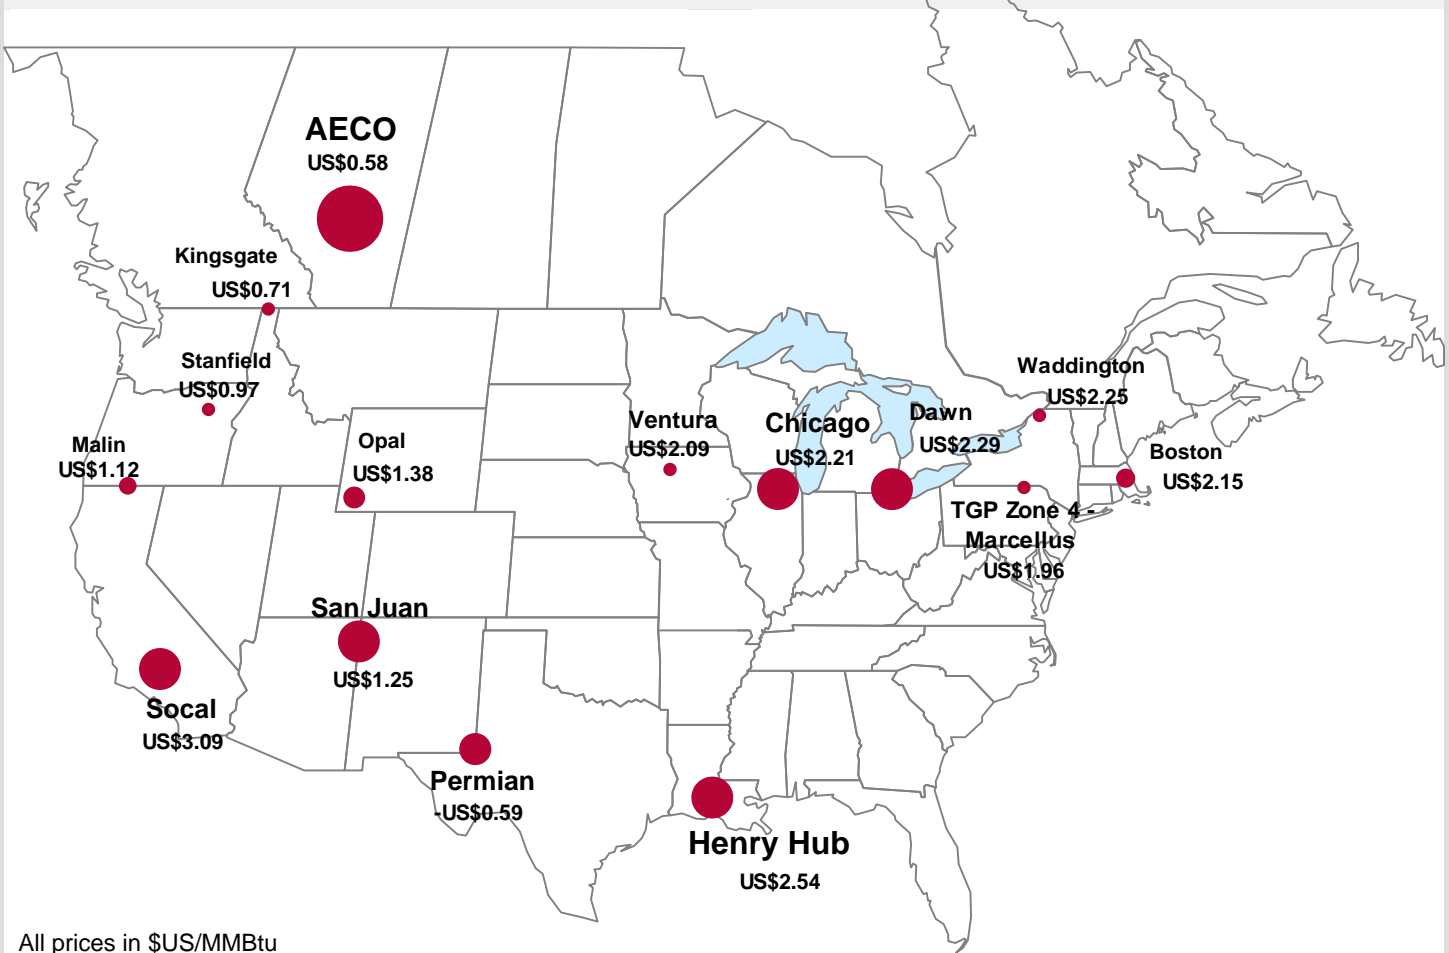 AECO
US$0.58
Kingsgate
US$0.71
Stanfield
US$0.97
Malin
US$1.12
Opal
US$1.38
Ventura
US$2.09
Chicago
US$2.21
Dawn
US$2.29
Waddington
US$2.25
Boston
US$2.15
TGP Zone 4 -
Marcellus
US$1.96
San Juan
US$1.25
Socal
US$3.09
Permian
-US$0.59
Henry Hub
US$2.54
All prices in $US/MMBtu